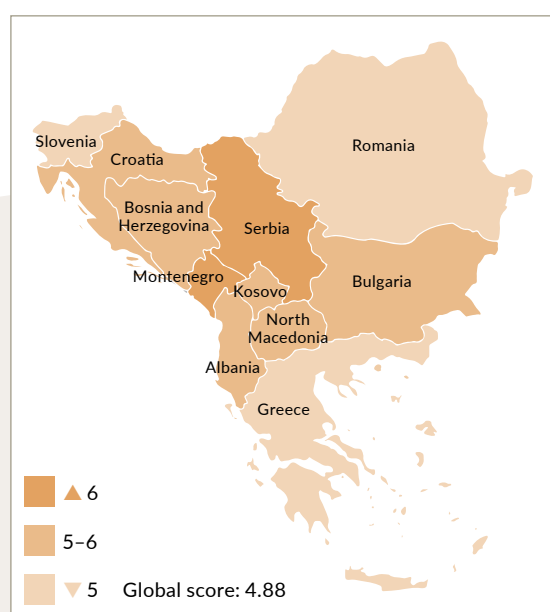 Slovenia
Croatia
Romania
Bosnia and
Herzegovina
Serbia
Montenegro
Kosovo
Bulgaria
North
Macedonia
Albania
Greece
▲ 6
5–6
▼ 5 Global score: 4.88